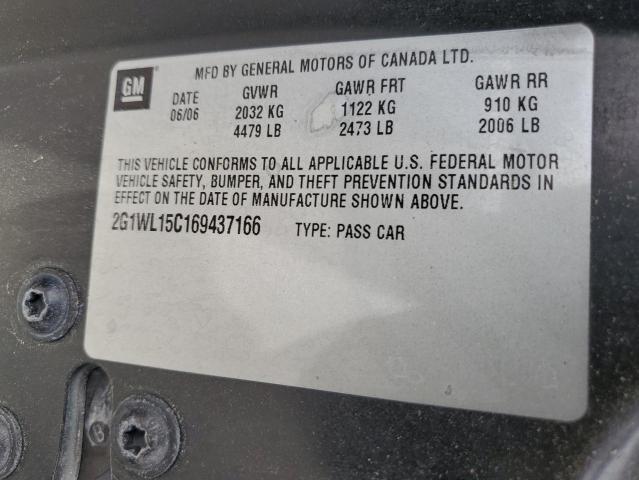 MFD BY GENERAL MOTORS OF CANADA LTD.
GM
DATE GVWR GAWR FRT GAWR RR
06/06 2032 KG 1122 KG 910 KG
4479 LB 2473 LB 2006 LB
THIS VEHICLE CONFORMS TO ALL APPLICABLE U.S. FEDERAL MOTOR
VEHICLE SAFETY, BUMPER, AND THEFT PREVENTION STANDARDS IN
EFFECT ON THE DATE OF MANUFACTURE SHOWN ABOVE.
2G1WL15C169437166 TYPE: PASS CAR